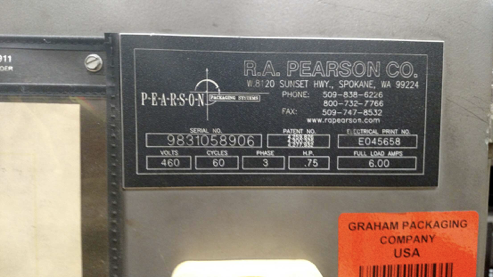 911
DER
R.A. PEARSON CO.
W.8120 SUNSET HWY., SPOKANE, WA 99224
PEARSON PACKAGING SYSTEMS
PHONE: 509-838-6226
800-732-7766
FAX: 509-747-8532
www.rapearson.com
SERIAL NO. PATENT NO. ELECTRICAL PRINT NO.
9831058906 E045658
VOLTS CYCLES PHASE H.P. FULL LOAD AMPS
460 60 3 .75 6.00
GRAHAM PACKAGING
COMPANY
USA